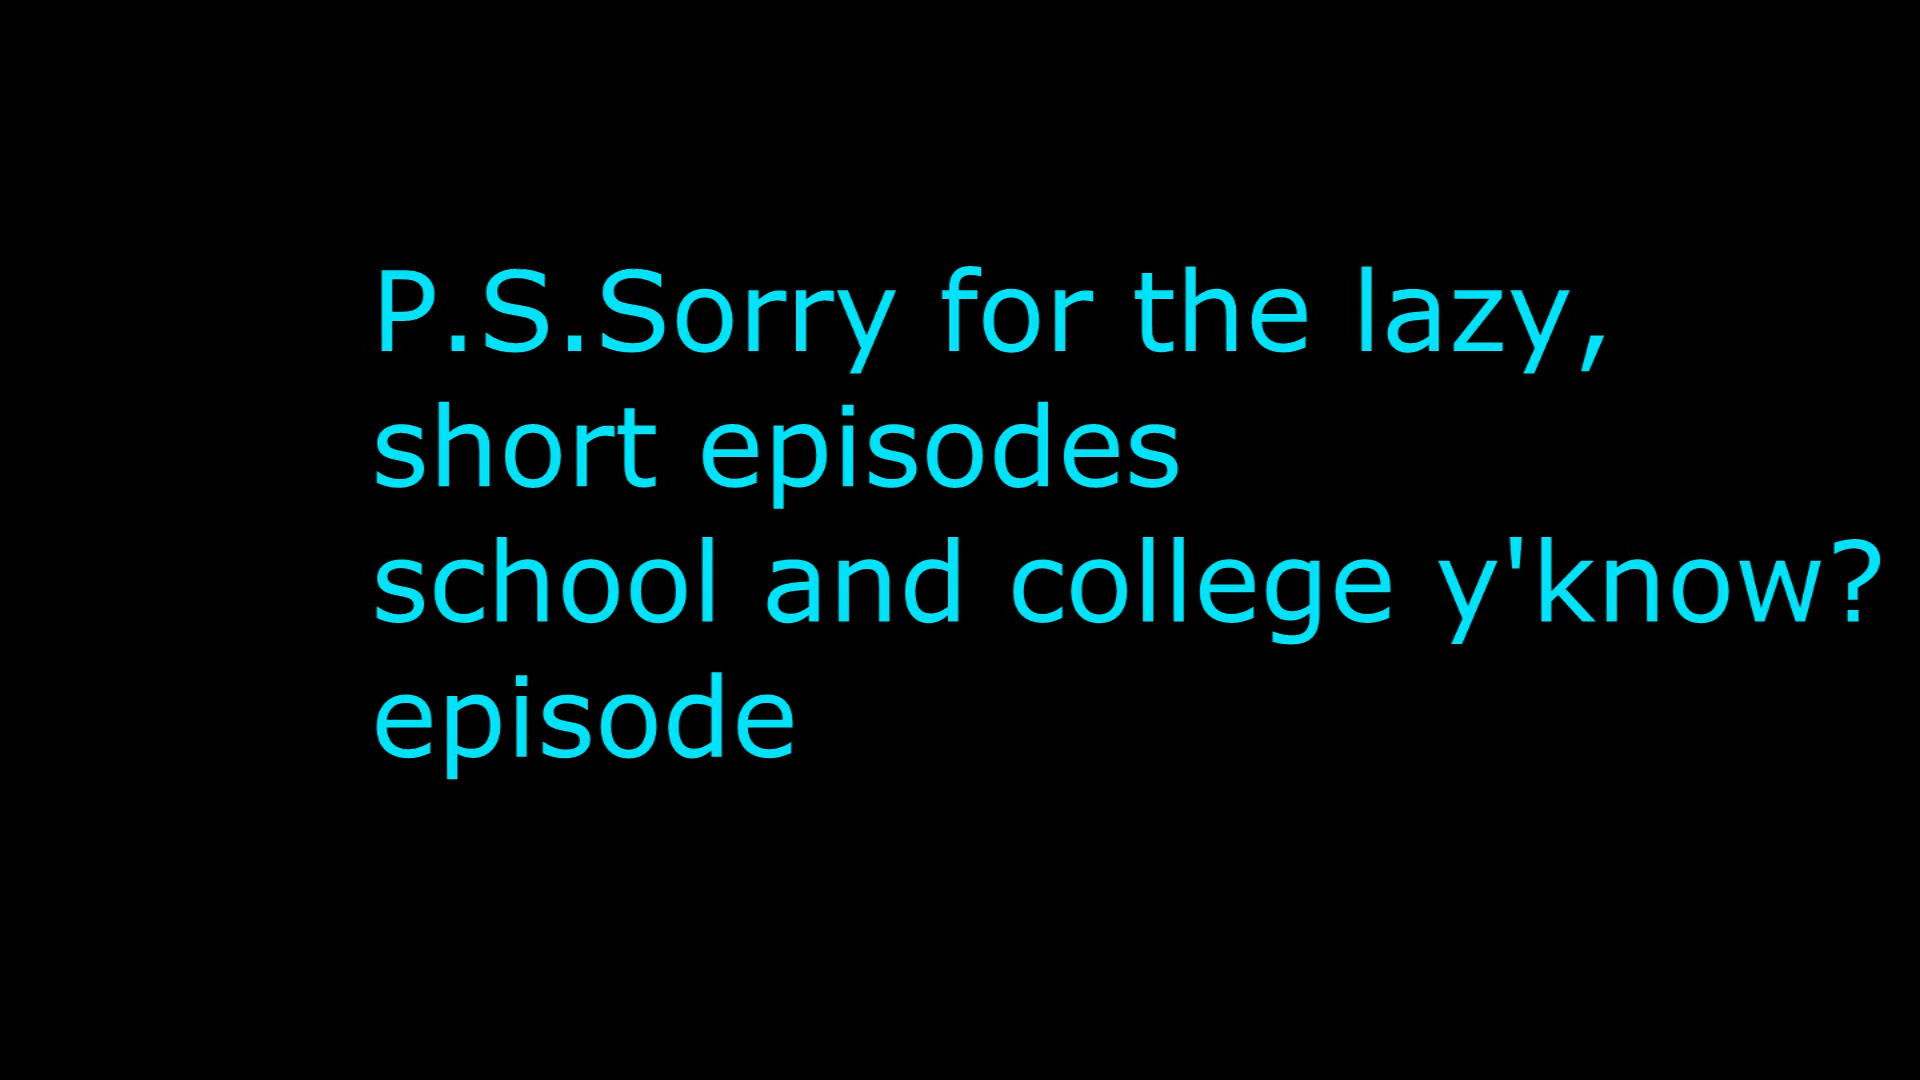 P.S.Sorry for the lazy,
short episodes
school and college y'know?
episode